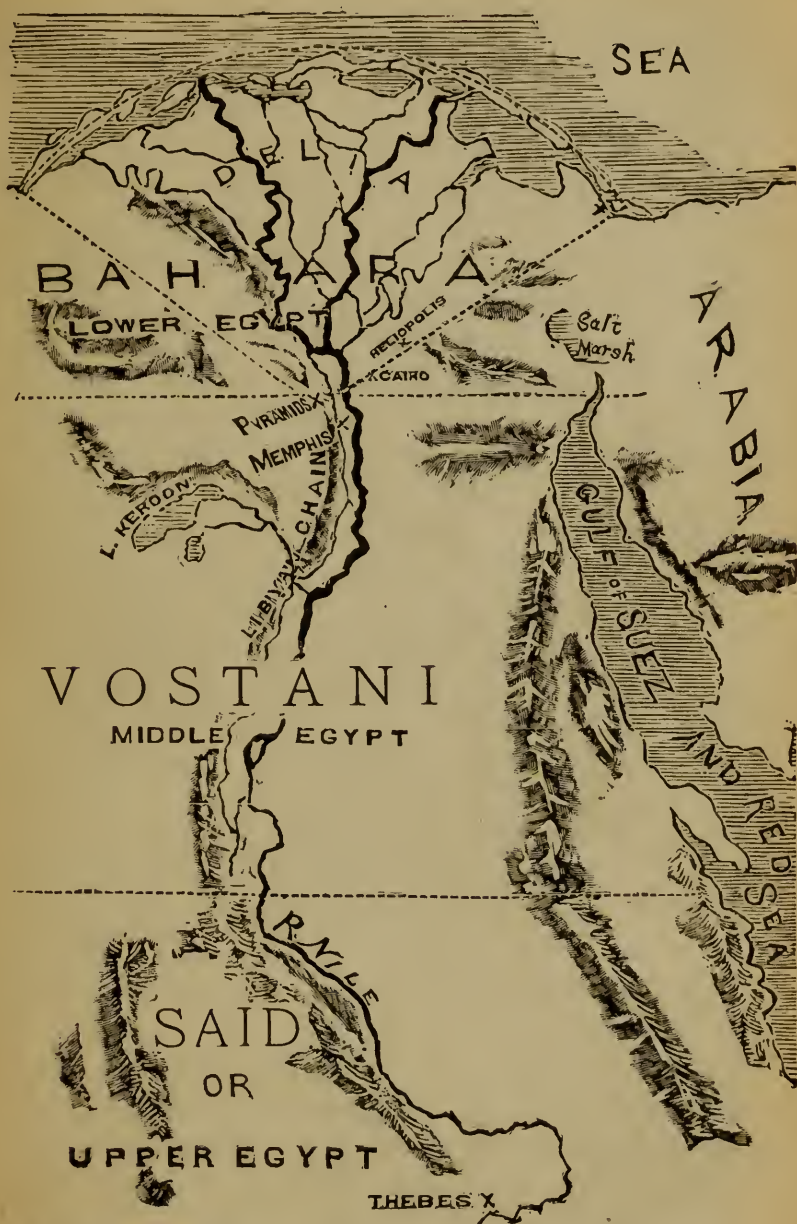 SEA
DELTA
BAHARA
LOWER EGYPT
HELIOPOLIS
Salt
Marsh
ARABIA
CAIRO
PYRAMIDS
MEMPHIS
L. KEROON
LIBYAN CHAIN
GULF OF SUEZ
AND RED SEA
VOSTANI
MIDDLE EGYPT
R. NILE
SAID
OR
UPPER EGYPT
THEBES